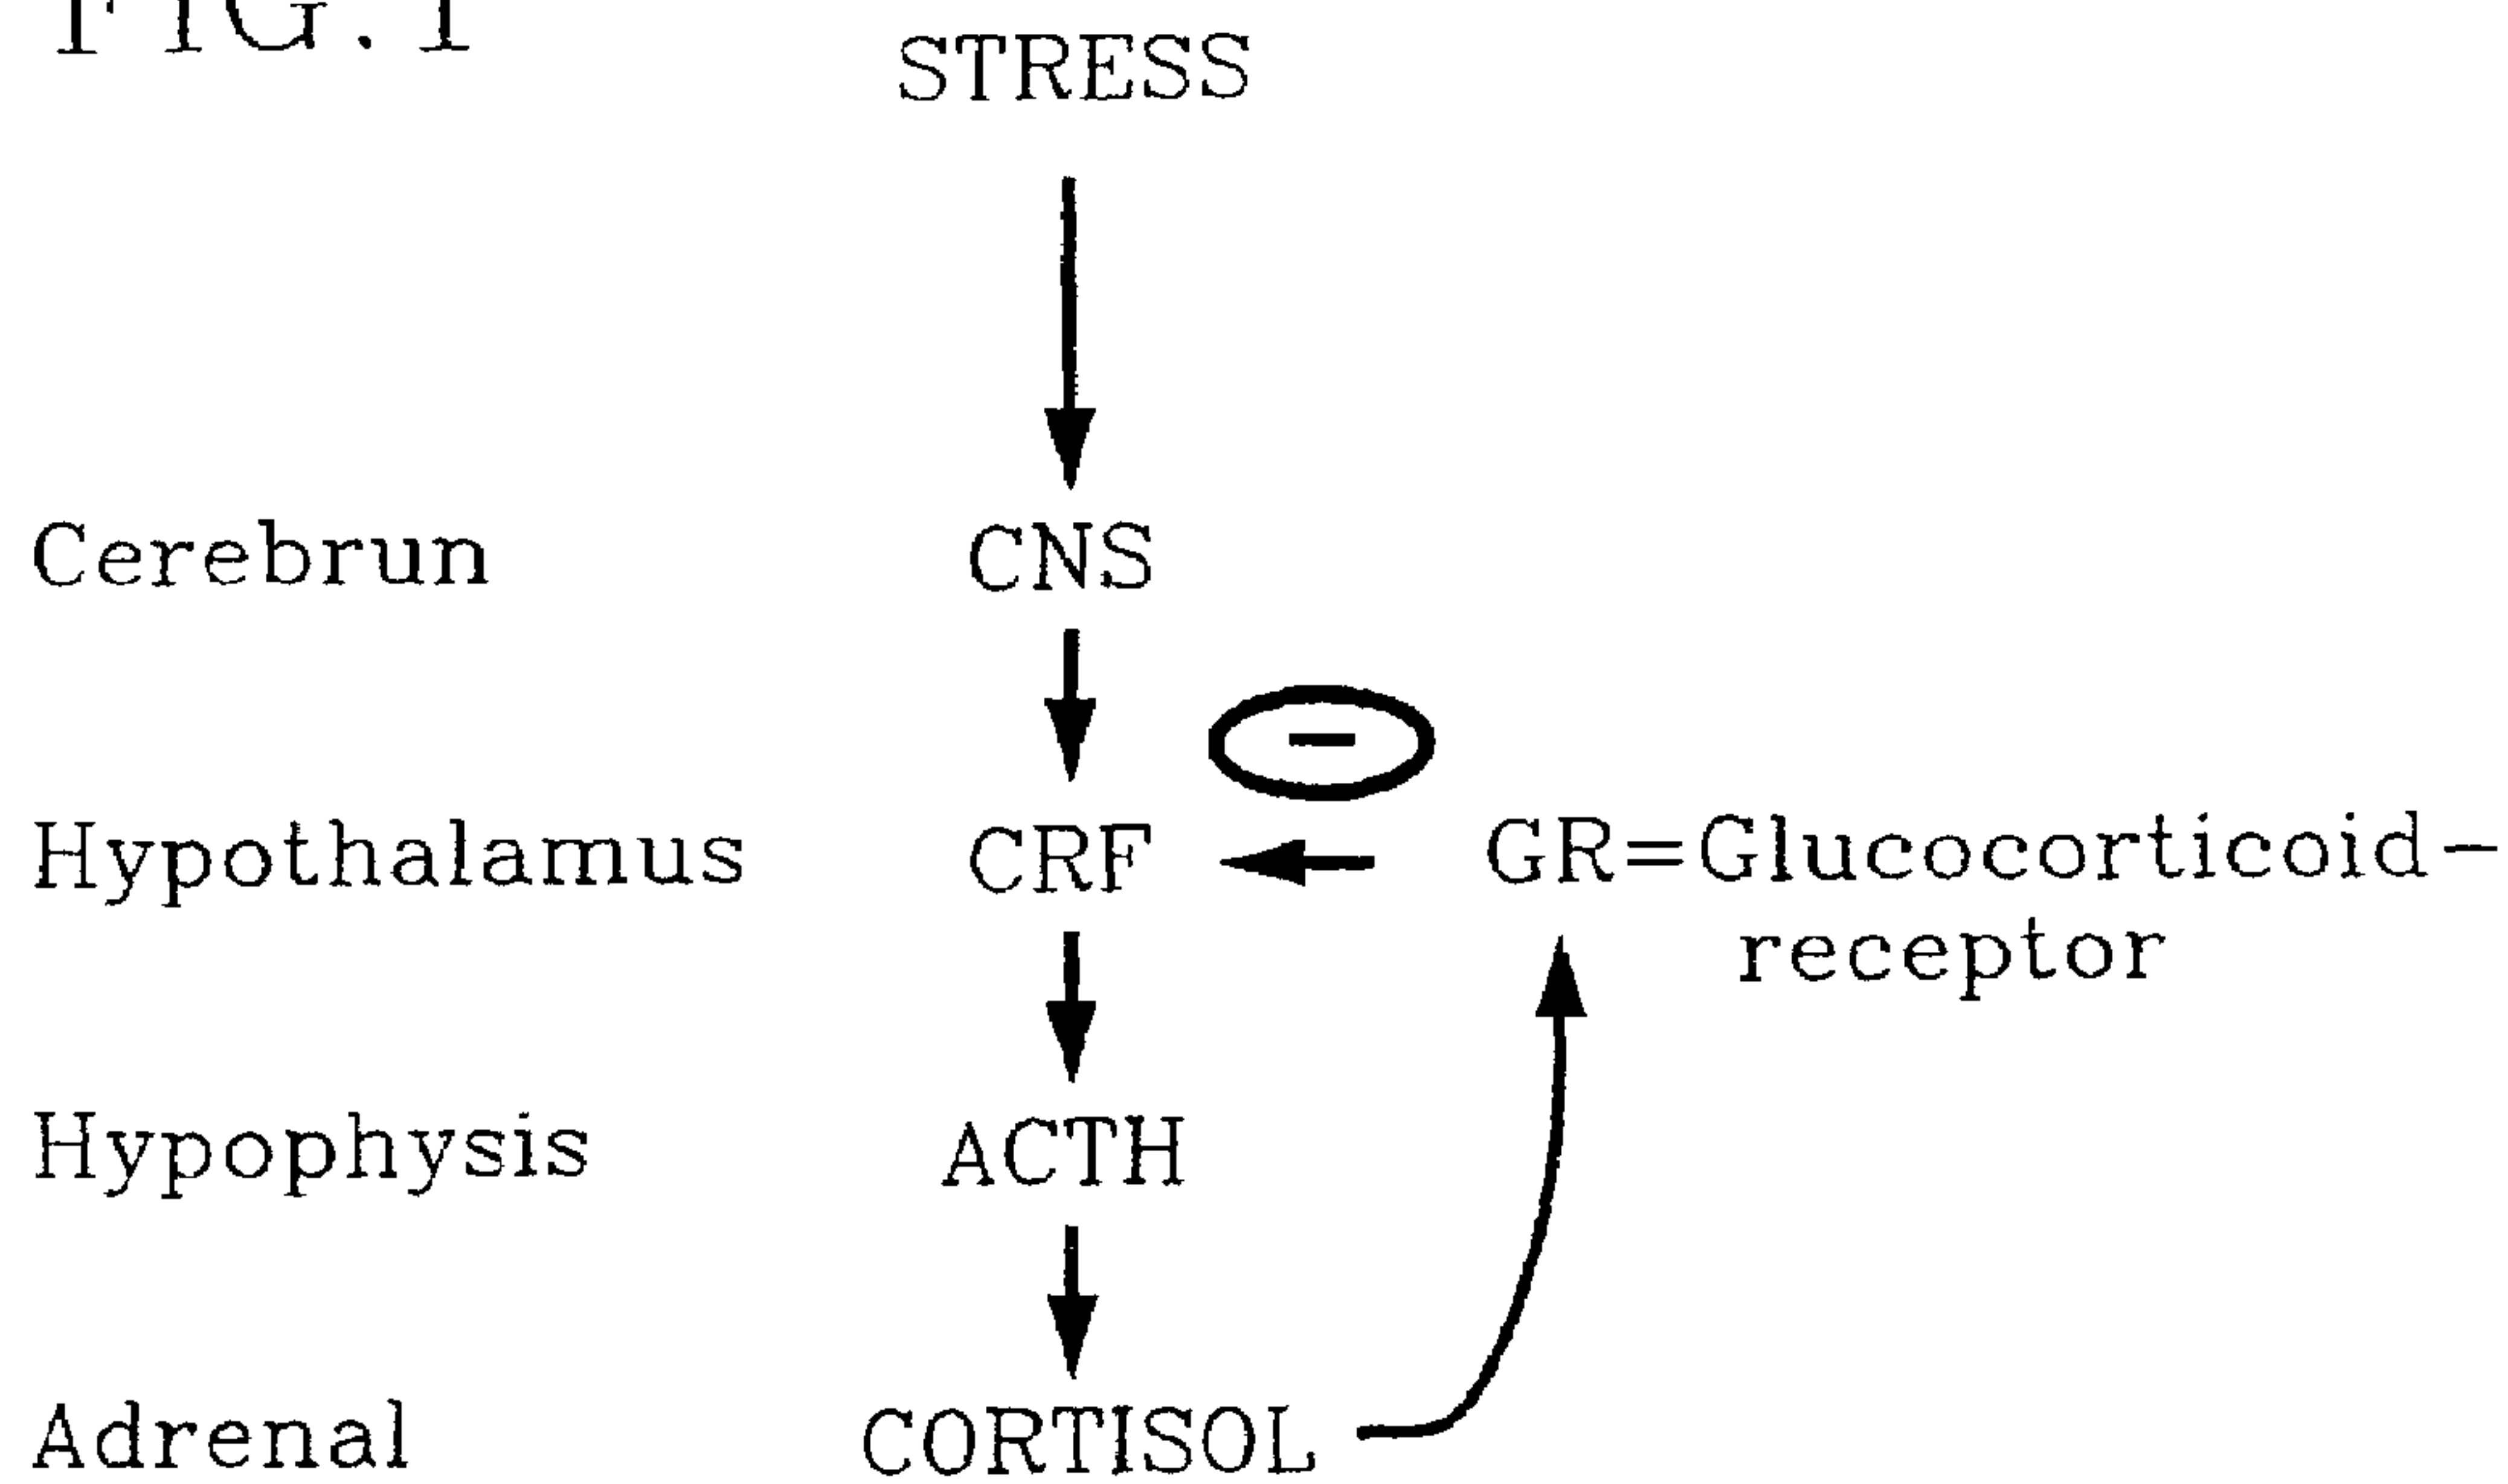 FIG.1
STRESS
Cerebrun CNS
−
Hypothalamus CRF GR=Glucocorticoid-
receptor
Hypophysis ACTH
Adrenal CORTISOL